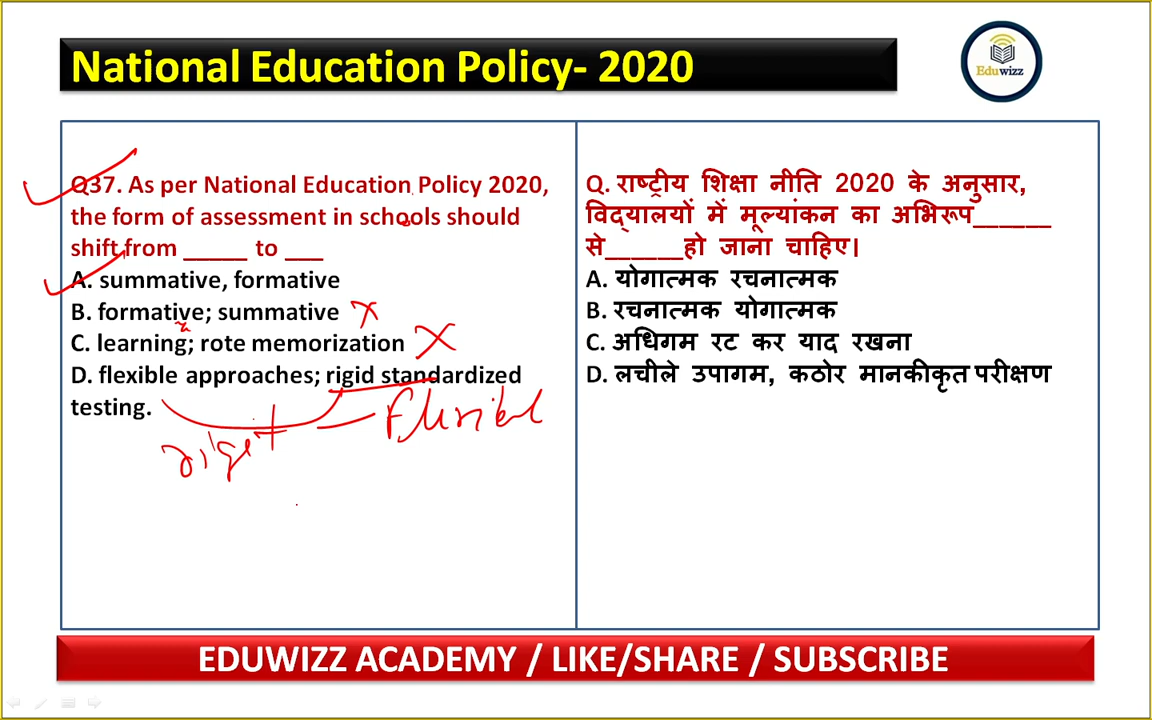 National Education Policy- 2020
Eduwizz
Q37. As per National Education Policy 2020,
the form of assessment in schools should
shift from _____ to ___
A. summative, formative
B. formative; summative
C. learning; rote memorization
D. flexible approaches; rigid standardized
testing.
Q. राष्ट्रीय शिक्षा नीति 2020 के अनुसार,
विद्यालयों में मूल्यांकन का अभिरूप______
से______हो जाना चाहिए।
A. योगात्मक रचनात्मक
B. रचनात्मक योगात्मक
C. अधिगम रट कर याद रखना
D. लचीले उपागम, कठोर मानकीकृत परीक्षण
EDUWIZZ ACADEMY / LIKE/SHARE / SUBSCRIBE